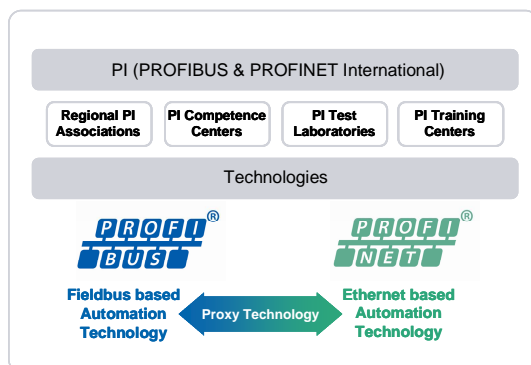 PI (PROFIBUS & PROFINET International)
Regional PI
Associations
PI Competence
Centers
PI Test
Laboratories
PI Training
Centers
Technologies
PROFI®
BUS
PROFI®
NET
Fieldbus based
Automation
Technology
Proxy Technology
Ethernet based
Automation
Technology